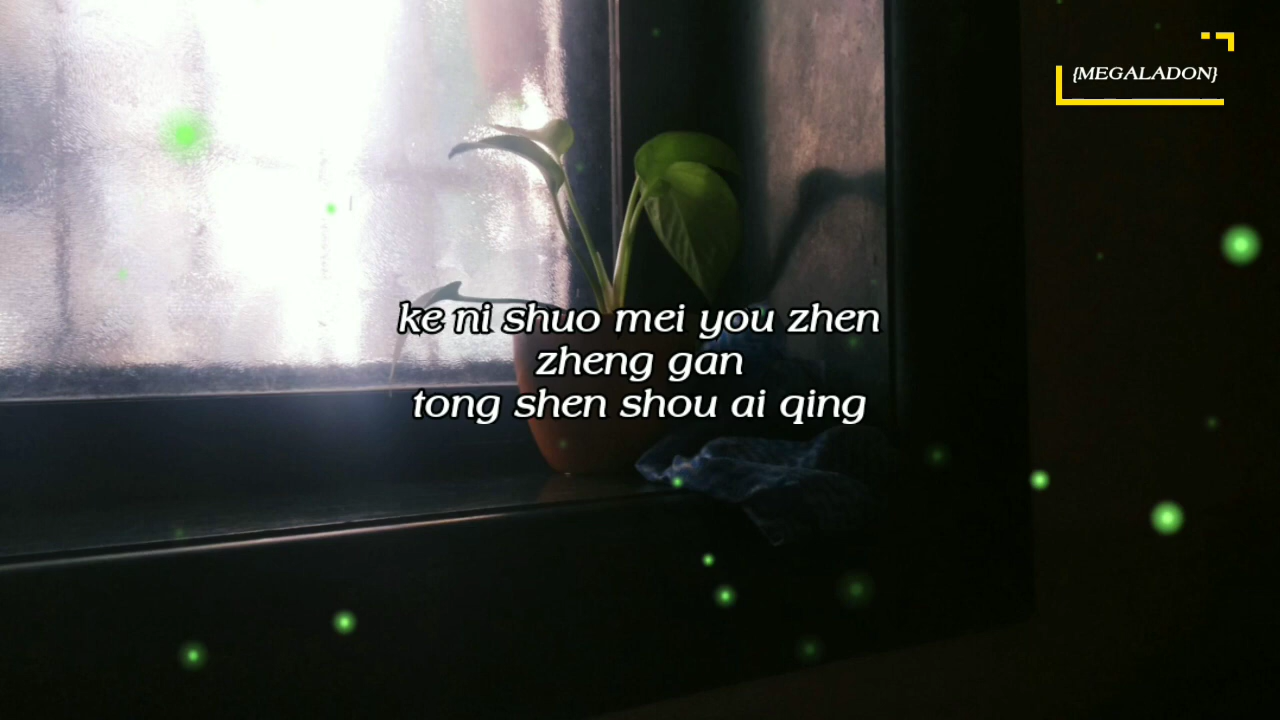 {MEGALADON}
ke ni shuo mei you zhen
zheng gan
tong shen shou ai qing